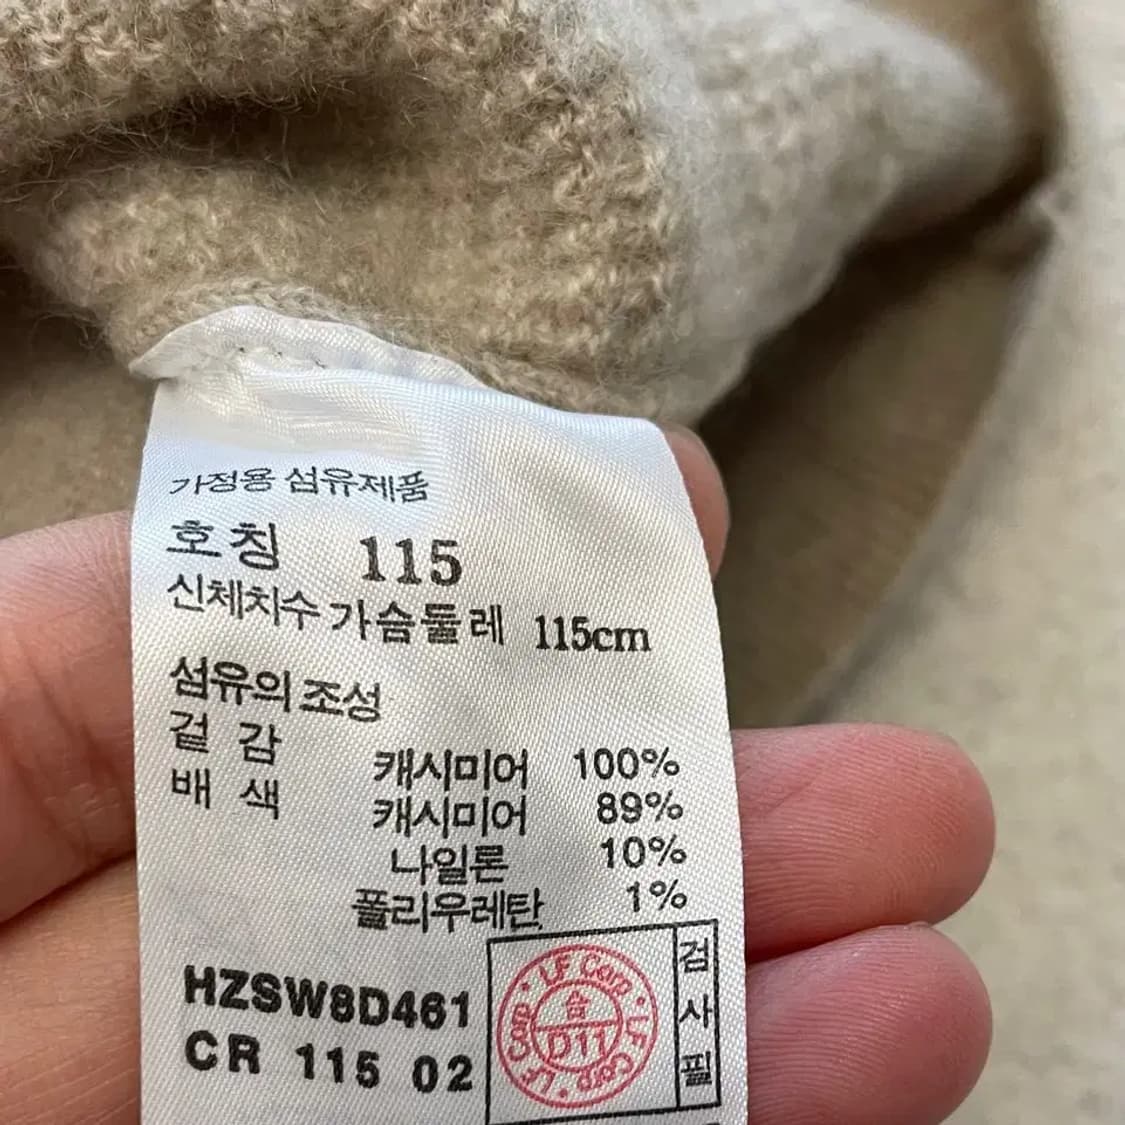 가정용 섬유제품
호칭 115
신체치수 가슴둘레 115cm
섬유의 조성
겉 감 캐시미어 100%
배 색 캐시미어 89%
나일론 10%
폴리우레탄 1%
HZSW8D461
CR 115 02
LF Corp · LF Corp · LF Corp ·
D11
검사필